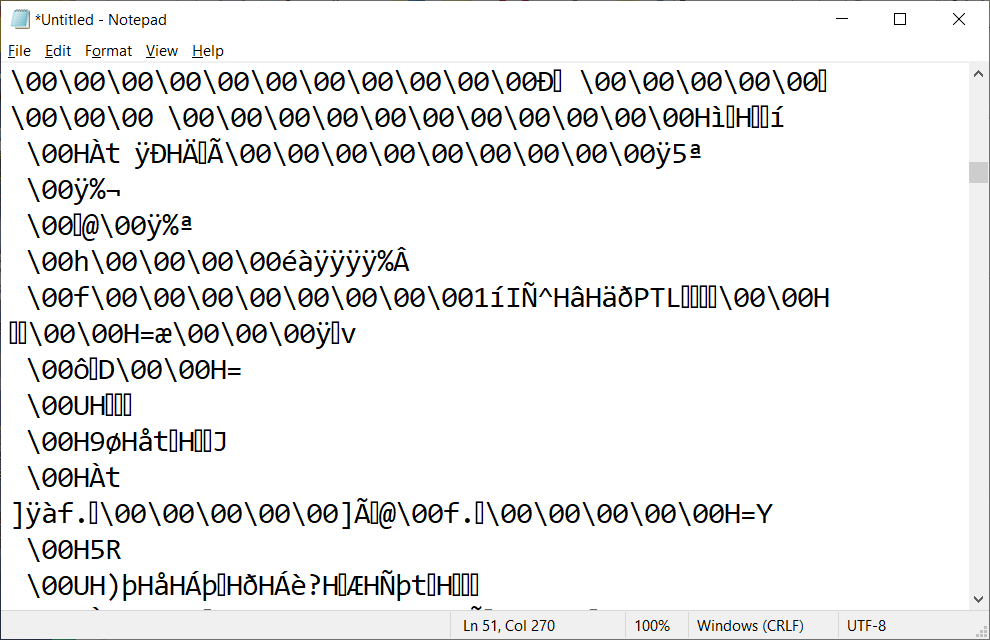 *Untitled - Notepad
File Edit Format View Help
\00\00\00\00\00\00\00\00\00\00\00Ð▯ \00\00\00\00\00▯
\00\00\00 \00\00\00\00\00\00\00\00\00\00\00Hì▯H▯▯í
\00HÀt ÿÐHÄ▯Ã\00\00\00\00\00\00\00\00\00ÿ5ª
\00ÿ%¬
\00▯@\00ÿ%ª
\00h\00\00\00\00éàÿÿÿÿ%Â
\00f\00\00\00\00\00\00\00\001íIÑ^HâHäðPTL▯▯▯▯\00\00H
▯▯\00\00H=æ\00\00\00ÿ▯v
\00ô▯D\00\00H=
\00UH▯▯▯
\00H9øHåt▯H▯▯J
\00HÀt
]ÿàf.▯\00\00\00\00\00]Ã▯@\00f.▯\00\00\00\00\00H=Y
\00H5R
\00UH)þHåHÁþ▯HðHÁè?H▯ÆHÑþt▯H▯▯▯
Ln 51, Col 270 100% Windows (CRLF) UTF-8